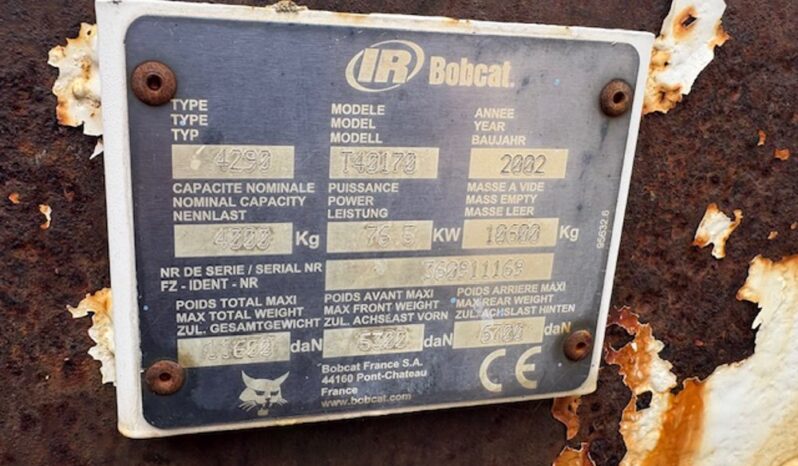 IR Bobcat.
TYPE MODELE ANNEE
TYPE MODEL YEAR
TYP MODELL BAUJAHR
4290 T40170 2002
CAPACITE NOMINALE PUISSANCE MASSE A VIDE
NOMINAL CAPACITY POWER MASS EMPTY
NENNLAST LEISTUNG MASSE LEER
4000 Kg 76.5 KW 10600 Kg
NR DE SERIE / SERIAL NR 360911169
FZ - IDENT - NR
POIDS TOTAL MAXI POIDS AVANT MAXI POIDS ARRIERE MAXI
MAX TOTAL WEIGHT MAX FRONT WEIGHT MAX REAR WEIGHT
ZUL. GESAMTGEWICHT ZUL. ACHSLAST VORN ZUL. ACHSLAST HINTEN
11600 daN 5300 daN daN
Bobcat France S.A.
44160 Pont-Chateau
France
www.bobcat.com
CE
95632.6